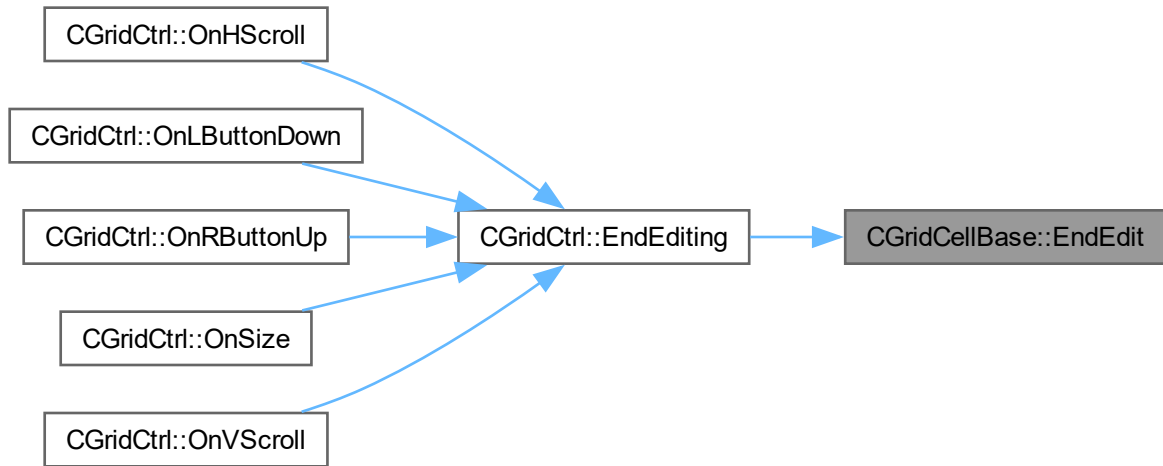 CGridCtrl::OnHScroll
CGridCtrl::OnLButtonDown
CGridCtrl::OnRButtonUp
CGridCtrl::EndEditing
CGridCellBase::EndEdit
CGridCtrl::OnSize
CGridCtrl::OnVScroll